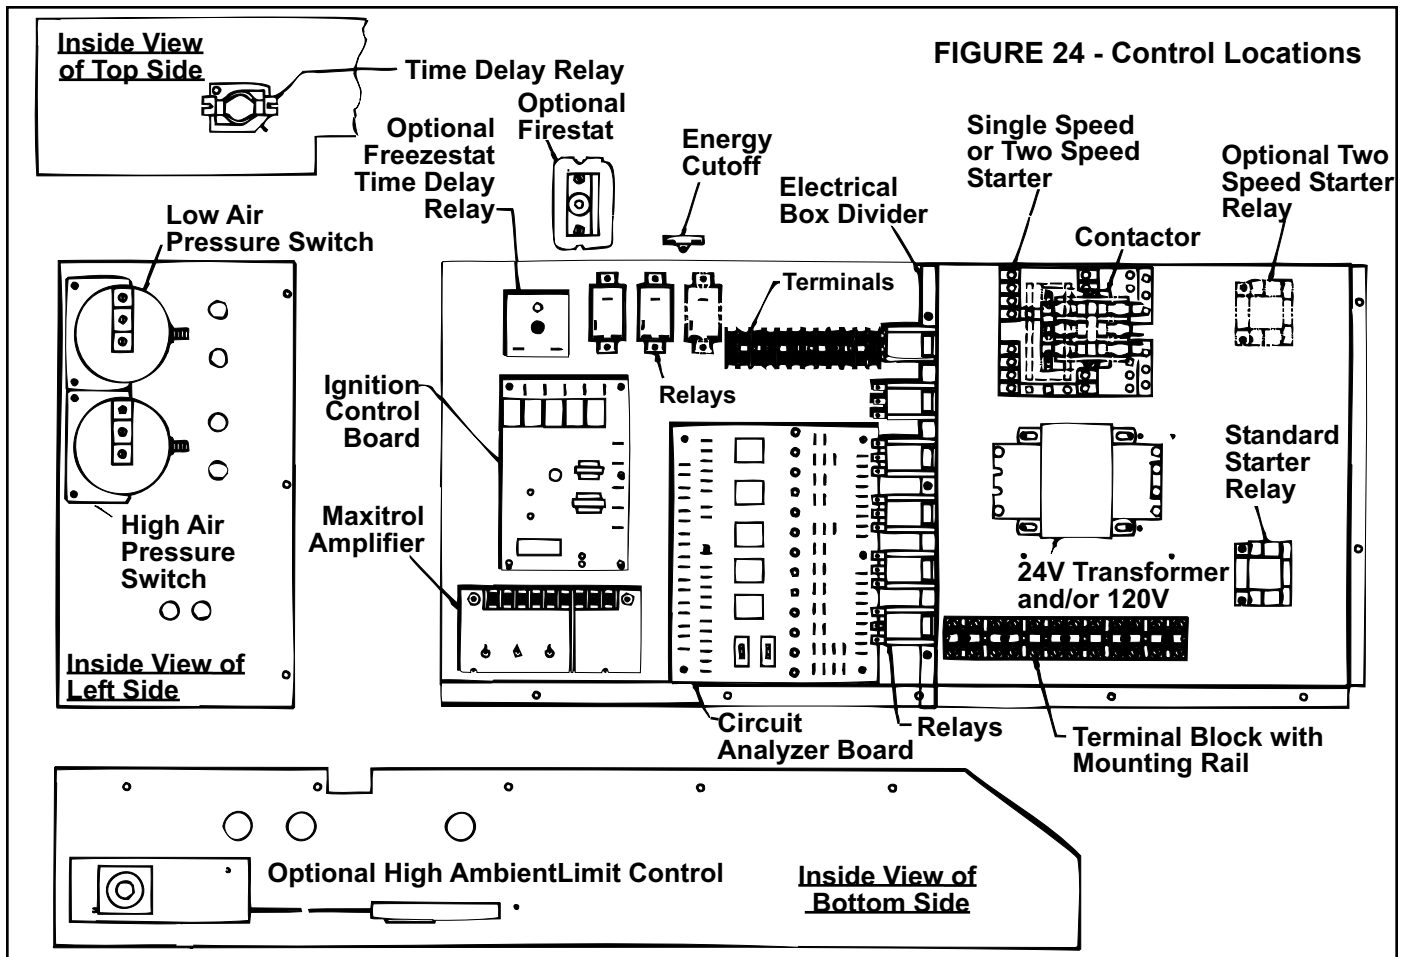 FIGURE 24 - Control Locations
Inside View
of Top Side
Time Delay Relay
Optional
Freezestat
Time Delay
Relay
Optional
Firestat
Energy
Cutoff
Electrical
Box Divider
Single Speed
or Two Speed
Starter
Contactor
Optional Two
Speed Starter
Relay
Low Air
Pressure Switch
Terminals
Relays
Ignition
Control
Board
Maxitrol
Amplifier
High Air
Pressure
Switch
Standard
Starter
Relay
24V Transformer
and/or 120V
Inside View of
Left Side
Circuit
Analyzer Board
Relays
Terminal Block with
Mounting Rail
Optional High AmbientLimit Control
Inside View of
Bottom Side